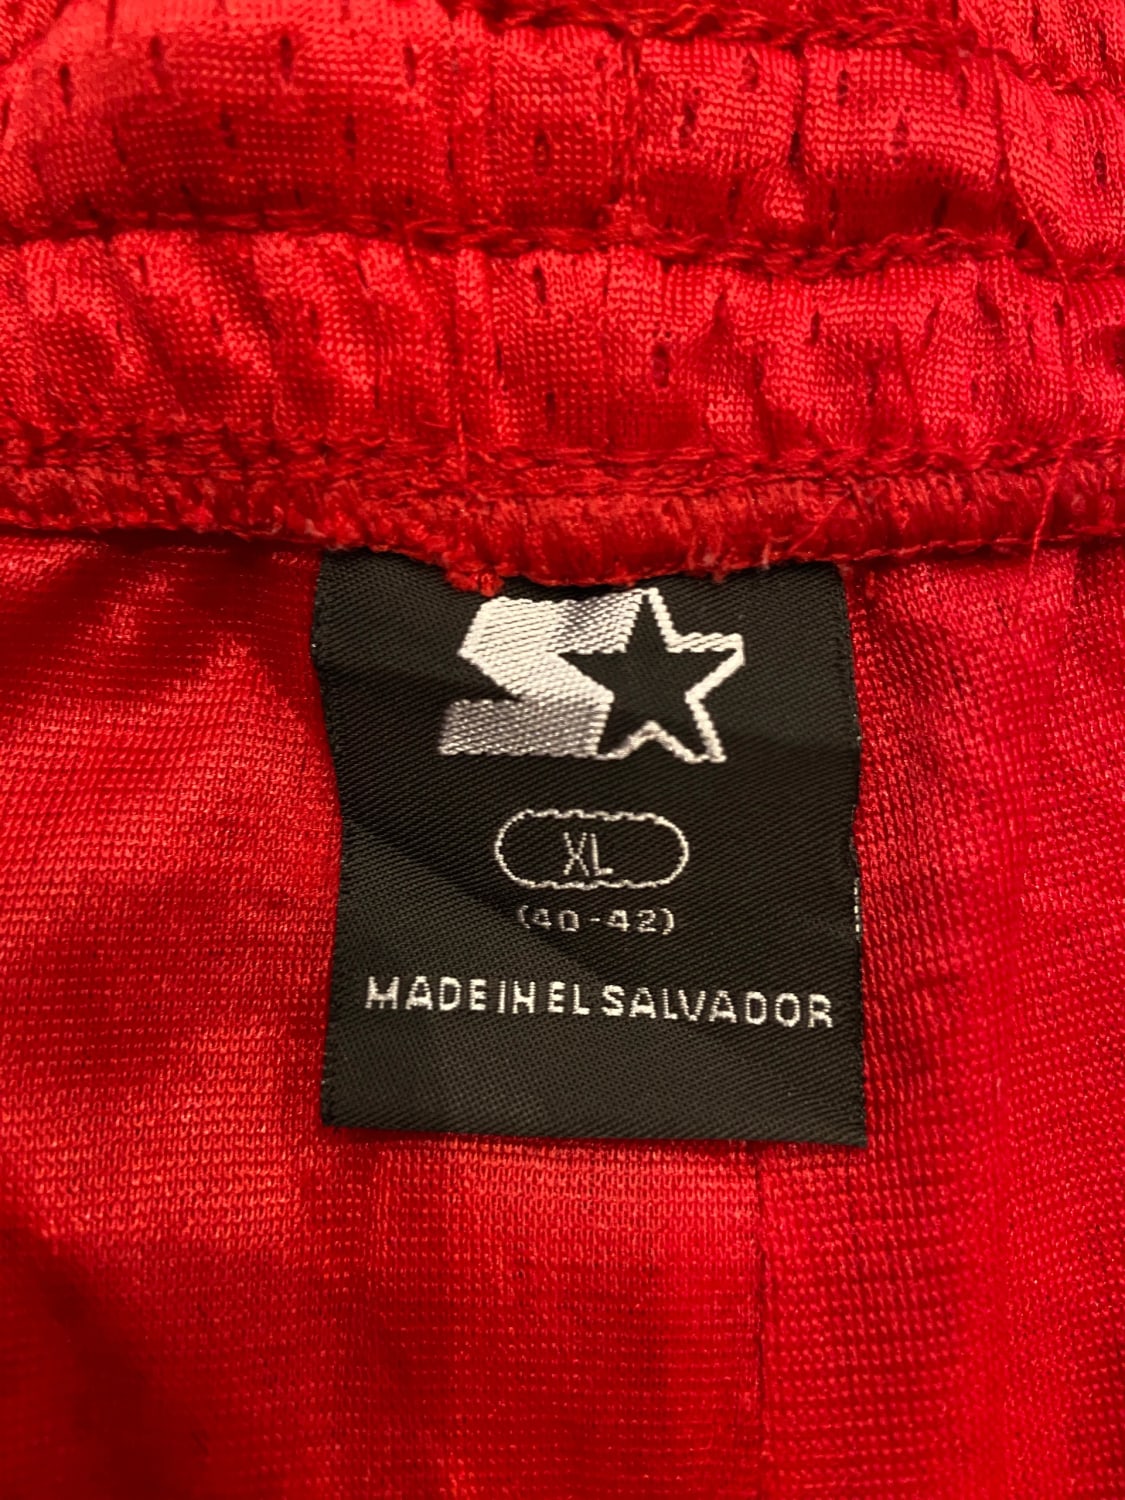 XL
(40-42)
MADE IN EL SALVADOR